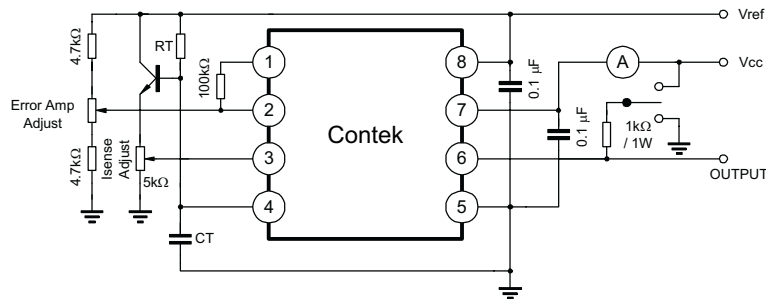 Vref
4.7kΩ
RT
100kΩ
1
8
0.1 µF
A
Vcc
Error Amp
Adjust
2
Contek
7
0.1 µF
1kΩ
/ 1W
4.7kΩ
Isense
Adjust
5kΩ
3
6
OUTPUT
4
5
CT